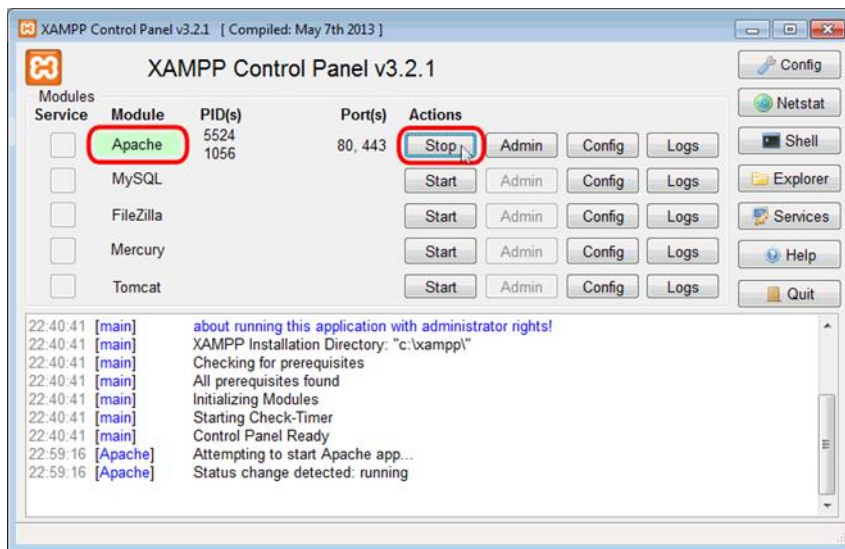 XAMPP Control Panel v3.2.1 [ Compiled: May 7th 2013 ]
XAMPP Control Panel v3.2.1
Config
Modules
Service Module PID(s) Port(s) Actions
Netstat
Apache 5524 1056 80, 443 Stop Admin Config Logs
Shell
MySQL Start Admin Config Logs
Explorer
FileZilla Start Admin Config Logs
Services
Mercury Start Admin Config Logs
Help
Tomcat Start Admin Config Logs
Quit
22:40:41 [main] about running this application with administrator rights!
22:40:41 [main] XAMPP Installation Directory: "c:\xampp\"
22:40:41 [main] Checking for prerequisites
22:40:41 [main] All prerequisites found
22:40:41 [main] Initializing Modules
22:40:41 [main] Starting Check-Timer
22:40:41 [main] Control Panel Ready
22:59:16 [Apache] Attempting to start Apache app...
22:59:16 [Apache] Status change detected: running